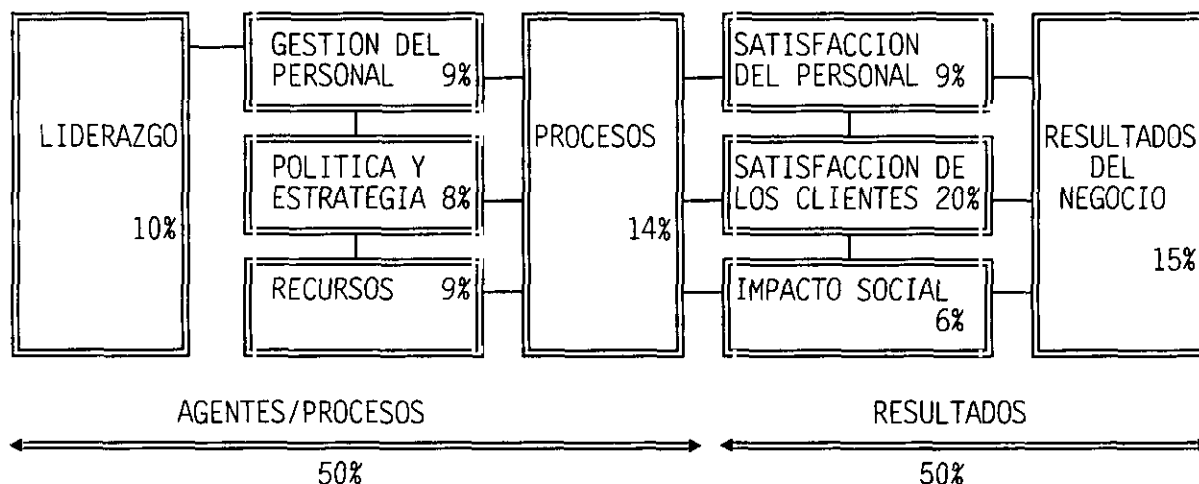 LIDERAZGO
10%
GESTION DEL
PERSONAL 9%
POLITICA Y
ESTRATEGIA 8%
RECURSOS 9%
PROCESOS
14%
SATISFACCION
DEL PERSONAL 9%
SATISFACCION DE
LOS CLIENTES 20%
IMPACTO SOCIAL
6%
RESULTADOS
DEL
NEGOCIO
15%
AGENTES/PROCESOS
50%
RESULTADOS
50%